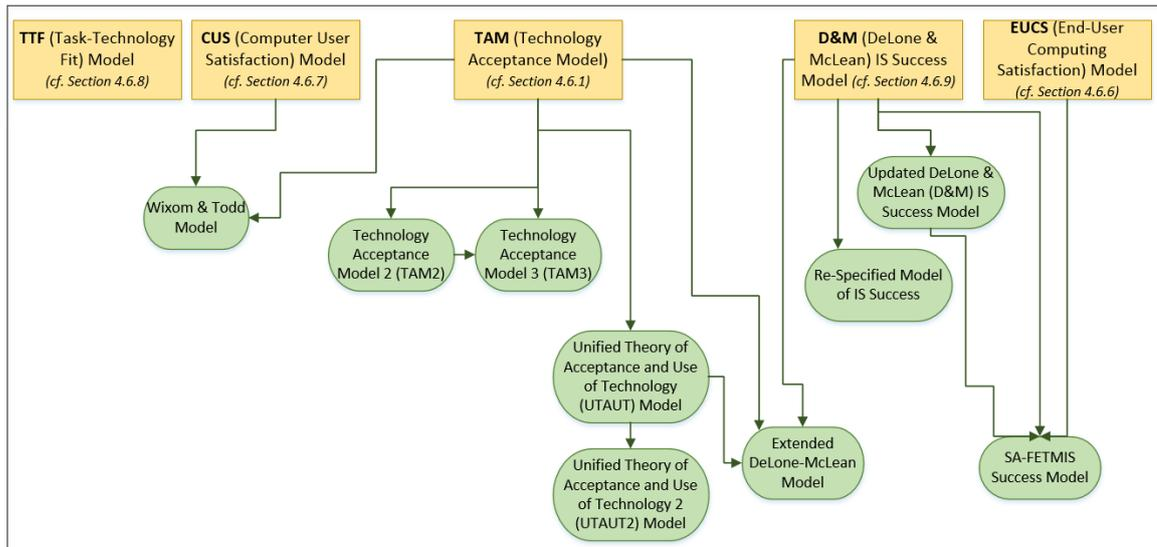 TTF (Task-Technology
Fit) Model
(cf. Section 4.6.8)
CUS (Computer User
Satisfaction) Model
(cf. Section 4.6.7)
TAM (Technology
Acceptance Model)
(cf. Section 4.6.1)
D&M (DeLone &
McLean) IS Success
Model (cf. Section 4.6.9)
EUCS (End-User
Computing
Satisfaction) Model
(cf. Section 4.6.6)
Wixom & Todd
Model
Technology
Acceptance
Model 2 (TAM2)
Technology
Acceptance
Model 3 (TAM3)
Updated DeLone &
McLean (D&M) IS
Success Model
Re-Specified Model
of IS Success
Unified Theory of
Acceptance and Use
of Technology
(UTAUT) Model
Unified Theory of
Acceptance and Use
of Technology 2
(UTAUT2) Model
Extended
DeLone-McLean
Model
SA-FETMIS
Success Model